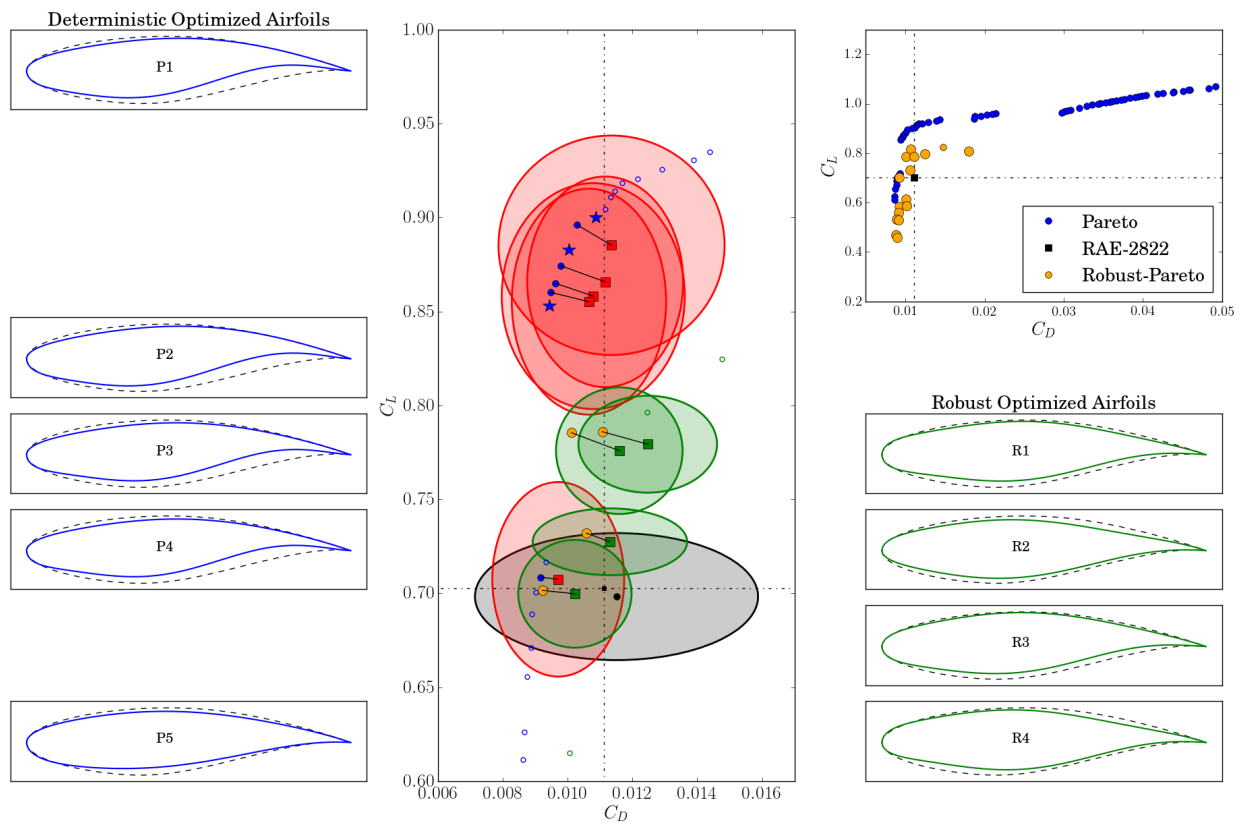 Deterministic Optimized Airfoils
P1
P2
P3
P4
P5
1.00
0.95
0.90
0.85
0.80
0.75
0.70
0.65
0.60
C_L
0.006 0.008 0.010 0.012 0.014 0.016
C_D
1.2
1.0
0.8
0.6
0.4
0.2
C_L
Pareto
RAE-2822
Robust-Pareto
0.01 0.02 0.03 0.04 0.05
C_D
Robust Optimized Airfoils
R1
R2
R3
R4